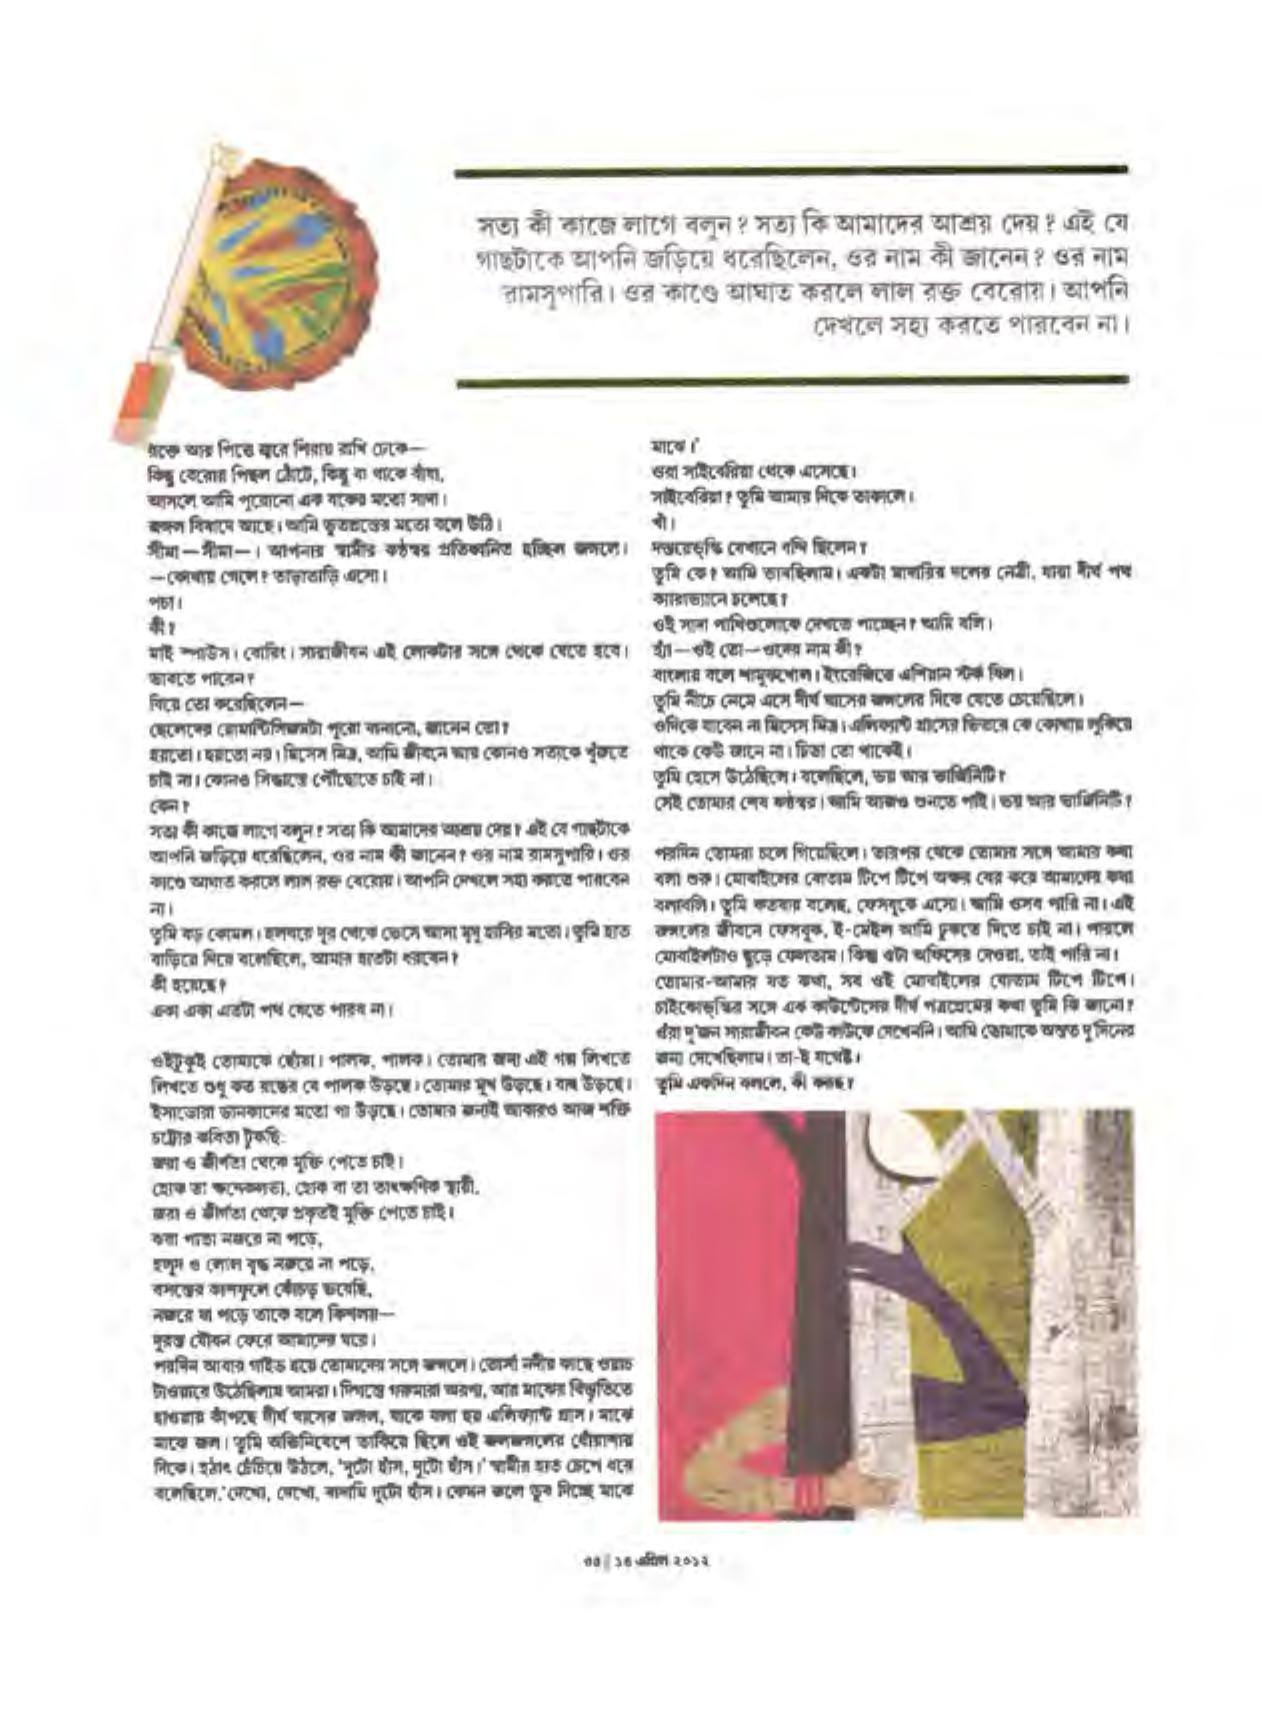 সত্য কী কাজে লাগে বলুন? সত্য কি আমাদের আশ্রয় দেয়? এই যে
গাছটাকে আপনি জড়িয়ে ধরেছিলেন, ওর নাম কী জানেন? ওর নাম
রামসুপারি। ওর কাণ্ডে আঘাত করলে লাল রক্ত বেরোয়। আপনি
দেখলে সহ্য করতে পারবেন না।
রক্তে আর পিত্তে জ্বরে শিরায় রাখি ঢেকে—
কিছু বেরোয় পিছল ঠোঁটে, কিছু বা থাকে বাঁধা,
আসলে আমি পুরোনো এক বকের মতো সাদা।
জঙ্গল বিষাদে আছে। আমি ভূতগ্রস্তের মতো বলে উঠি।
সীমা—সীমা—। আপনার স্বামীর কণ্ঠস্বর প্রতিধ্বনিত হচ্ছিল জঙ্গলে।
—কোথায় গেলে? তাড়াতাড়ি এসো।
পচা।
কী?
মাই স্পাউস। বোরিং। সারাজীবন এই লোকটার সঙ্গে থেকে যেতে হবে।
ভাবতে পারেন?
বিয়ে তো করেছিলেন—
ছেলেদের রোমান্টিসিজমটা পুরো বানানো, জানেন তো?
হয়তো। হয়তো নয়। মিসেস মিত্র, আমি জীবনে আর কোনও সত্যকে খুঁজতে
চাই না। কোনও সিদ্ধান্তে পৌঁছোতে চাই না।
কেন?
সত্য কী কাজে লাগে বলুন? সত্য কি আমাদের আশ্রয় দেয়? এই যে গাছটাকে
আপনি জড়িয়ে ধরেছিলেন, ওর নাম কী জানেন? ওর নাম রামসুপারি। ওর
কাণ্ডে আঘাত করলে লাল রক্ত বেরোয়। আপনি দেখলে সহ্য করতে পারবেন
না।
তুমি বড় কোমল। হলঘরে দূর থেকে ভেসে আসা মৃদু হাসির মতো। তুমি হাত
বাড়িয়ে দিয়ে বলেছিলে, আমার হাতটা ধরবেন?
কী হয়েছে?
একা একা এতটা পথ যেতে পারব না।
ওইটুকুই তোমাকে ছোঁয়া। পালক, পালক। তোমার জন্য এই গল্প লিখতে
লিখতে শুধু কত রঙের যে পালক উড়ছে। তোমার মুখ উড়ছে। বাহু উড়ছে।
ইসাডোরা ডানকানের মতো পা উড়ছে। তোমার জন্যই আবারও আজ শক্তি
চট্টোর কবিতা টুকছি:
জরা ও জীর্ণতা থেকে মুক্তি পেতে চাই।
হোক তা ক্ষণেকলতা, হোক বা তা তাৎক্ষণিক স্থায়ী,
জরা ও জীর্ণতা থেকে প্রকৃতই মুক্তি পেতে চাই।
ঝরা পাতা নজরে না পড়ে,
হলুদ ও লোল বৃদ্ধ নজরে না পড়ে,
বসন্তের কাশফুলে কোঁচড় ভরেছি,
নজরে যা পড়ে তাকে বলে কিশলয়—
দুরন্ত যৌবন ফেরে আমাদের ঘরে।
পরদিন আবার গাইড হয়ে তোমাদের সঙ্গে জঙ্গলে। তোর্সা নদীর কাছে ওয়াচ
টাওয়ারে উঠেছিলাম আমরা। দিগন্তে গরুমারা অরণ্য, আর মাঝের বিস্তৃতিতে
হাওয়ায় কাঁপছে দীর্ঘ ঘাসের জঙ্গল, যাকে বলা হয় এলিফ্যান্ট গ্রাস। মাঝে
মাঝে জল। তুমি অভিনিবেশে তাকিয়ে ছিলে ওই জলজঙ্গলের ধোঁয়াশার
দিকে। হঠাৎ চেঁচিয়ে উঠলে, 'দুটো হাঁস, দুটো হাঁস।' স্বামীর হাত চেপে ধরে
বলেছিলে,'দেখো, দেখো, বাদামি দুটো হাঁস। কেমন জলে ডুব দিচ্ছে মাঝে
মাঝে।'
ওরা সাইবেরিয়া থেকে এসেছে।
সাইবেরিয়া? তুমি আমার দিকে তাকালে।
হ্যাঁ।
দস্তয়েভস্কি যেখানে বন্দি ছিলেন?
তুমি কে? আমি ভাবছিলাম। একটা মাদারির দলের নেত্রী, যারা দীর্ঘ পথ
ক্যারাভ্যানে চলেছে?
ওই সাদা পাখিগুলোকে দেখতে পাচ্ছেন? আমি বলি।
হ্যাঁ—ওই তো—ওদের নাম কী?
বাংলায় বলে শামুকখোল। ইংরেজিতে এশিয়ান স্টর্ক বিল।
তুমি নীচে নেমে এসে দীর্ঘ ঘাসের জঙ্গলের দিকে যেতে চেয়েছিলে।
ওদিকে যাবেন না মিসেস মিত্র। এলিফ্যান্ট গ্রাসের ভিতরে কে কোথায় লুকিয়ে
থাকে কেউ জানে না। চিতা তো থাকেই।
তুমি হেসে উঠেছিলে। বলেছিলে, ভয় আর ভার্জিনিটি?
সেই তোমার শেষ কণ্ঠস্বর। আমি আজও শুনতে পাই। ভয় আর ভার্জিনিটি?
পরদিন তোমরা চলে গিয়েছিলে। তারপর থেকে তোমার সঙ্গে আমার কথা
বলা শুরু। মোবাইলের বোতাম টিপে টিপে অক্ষর বের করে আমাদের কথা
বলাবলি। তুমি কতবার বলেছ, ফেসবুকে এসো। আমি ওসব পারি না। এই
জঙ্গলের জীবনে ফেসবুক, ই-মেইল আমি ঢুকতে দিতে চাই না। পারলে
মোবাইলটাও ছুড়ে ফেলতাম। কিন্তু ওটা অফিসের দেওয়া, তাই পারি না।
তোমার-আমার যত কথা, সব ওই মোবাইলের বোতাম টিপে টিপে।
চাইকোভ্‌স্কির সঙ্গে এক কাউন্টেসের দীর্ঘ পত্রপ্রেমের কথা তুমি কি জানো?
এঁরা দু'জন সারাজীবন কেউ কাউকে দেখেননি। আমি তোমাকে অন্তত দু'দিনের
জন্য দেখেছিলাম। তা-ই যথেষ্ট।
তুমি একদিন বললে, কী করছ?
৩৪ | ১৪ এপ্রিল ২০১২